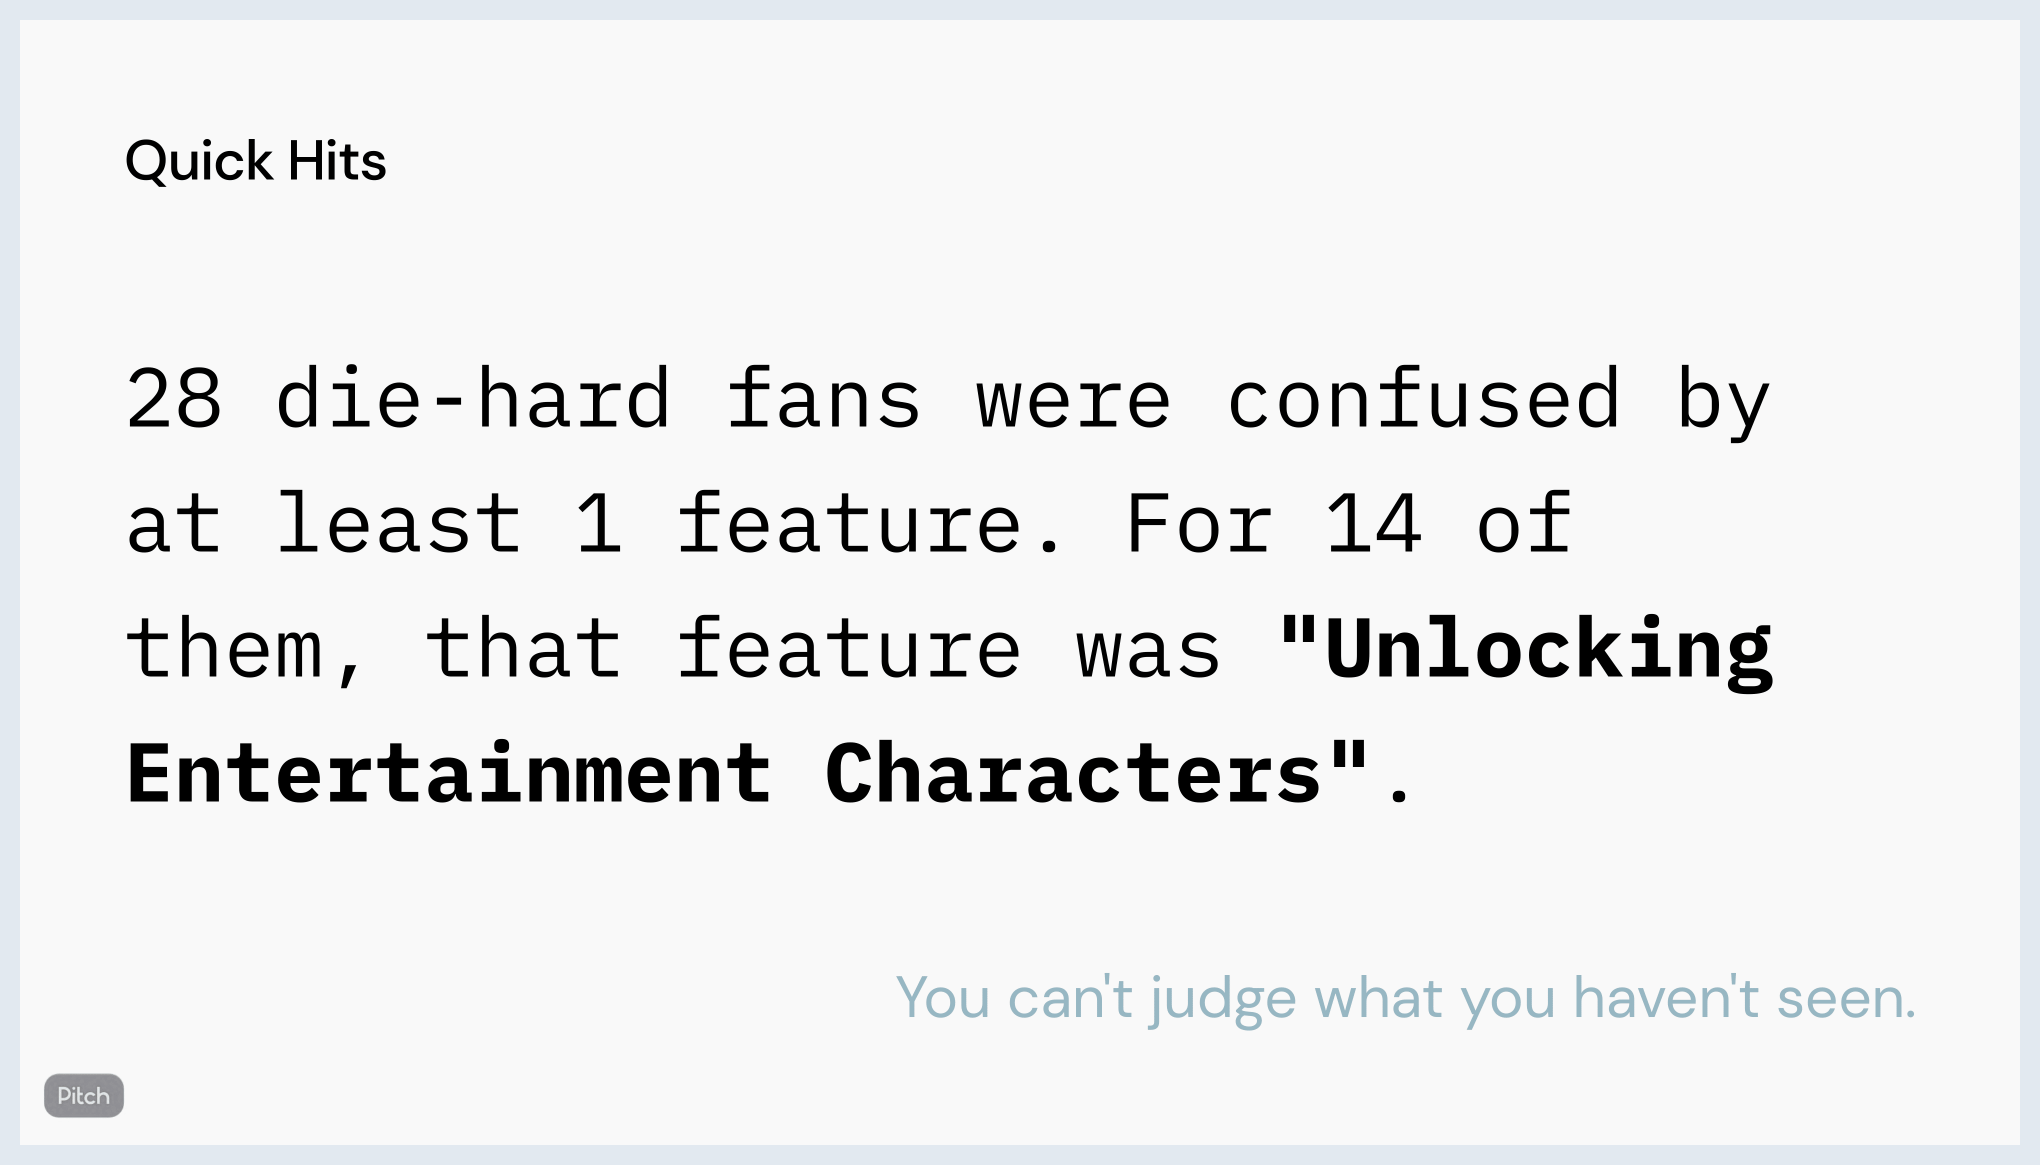 Quick Hits
28 die-hard fans were confused by
at least 1 feature. For 14 of
them, that feature was "Unlocking
Entertainment Characters".
You can't judge what you haven't seen.
Pitch